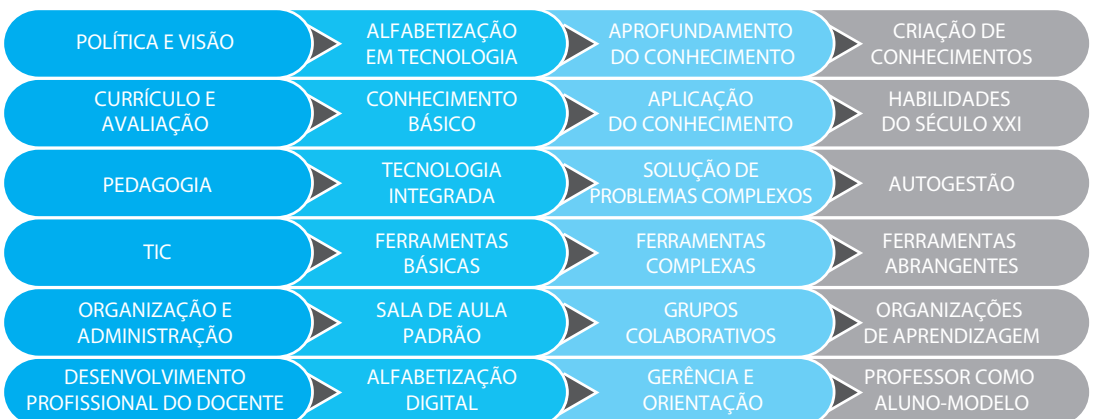 POLÍTICA E VISÃO
ALFABETIZAÇÃO
EM TECNOLOGIA
APROFUNDAMENTO
DO CONHECIMENTO
CRIAÇÃO DE
CONHECIMENTOS
CURRÍCULO E
AVALIAÇÃO
CONHECIMENTO
BÁSICO
APLICAÇÃO
DO CONHECIMENTO
HABILIDADES
DO SÉCULO XXI
PEDAGOGIA
TECNOLOGIA
INTEGRADA
SOLUÇÃO DE
PROBLEMAS COMPLEXOS
AUTOGESTÃO
TIC
FERRAMENTAS
BÁSICAS
FERRAMENTAS
COMPLEXAS
FERRAMENTAS
ABRANGENTES
ORGANIZAÇÃO E
ADMINISTRAÇÃO
SALA DE AULA
PADRÃO
GRUPOS
COLABORATIVOS
ORGANIZAÇÕES
DE APRENDIZAGEM
DESENVOLVIMENTO
PROFISSIONAL DO DOCENTE
ALFABETIZAÇÃO
DIGITAL
GERÊNCIA E
ORIENTAÇÃO
PROFESSOR COMO
ALUNO-MODELO